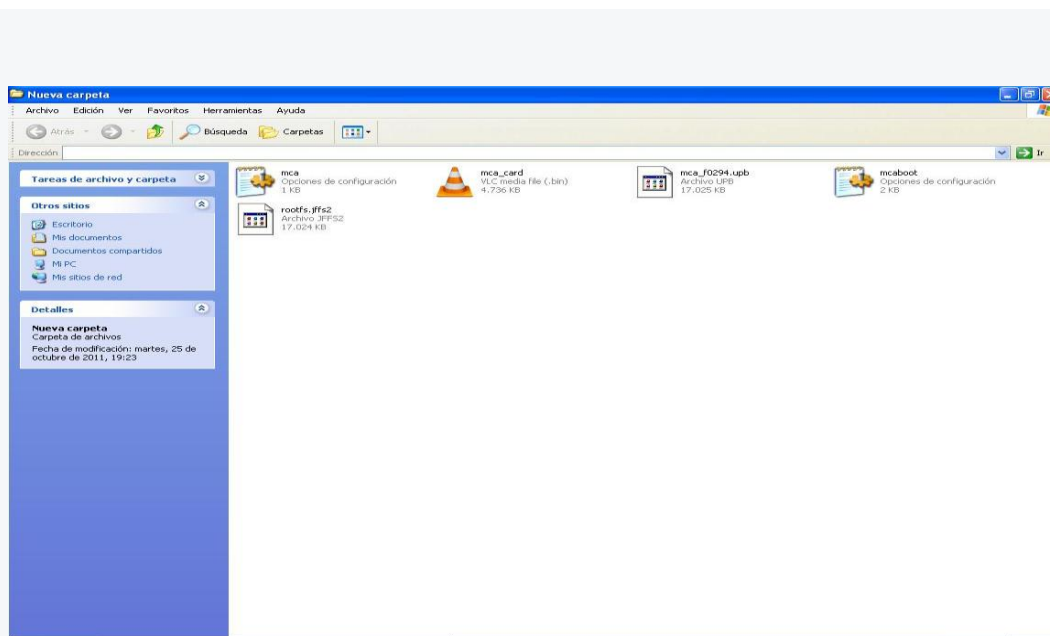 Nueva carpeta
Archivo Edición Ver Favoritos Herramientas Ayuda
Atrás Búsqueda Carpetas
Dirección Ir
Tareas de archivo y carpeta
Otros sitios
Escritorio
Mis documentos
Documentos compartidos
Mi PC
Mis sitios de red
Detalles
Nueva carpeta
Carpeta de archivos
Fecha de modificación: martes, 25 de
octubre de 2011, 19:23
mca
Opciones de configuración
1 KB
mca_card
VLC media file (.bin)
4.736 KB
mca_f0294.upb
Archivo UPB
17.025 KB
mcaboot
Opciones de configuración
2 KB
rootfs.jffs2
Archivo JFFS2
17.024 KB